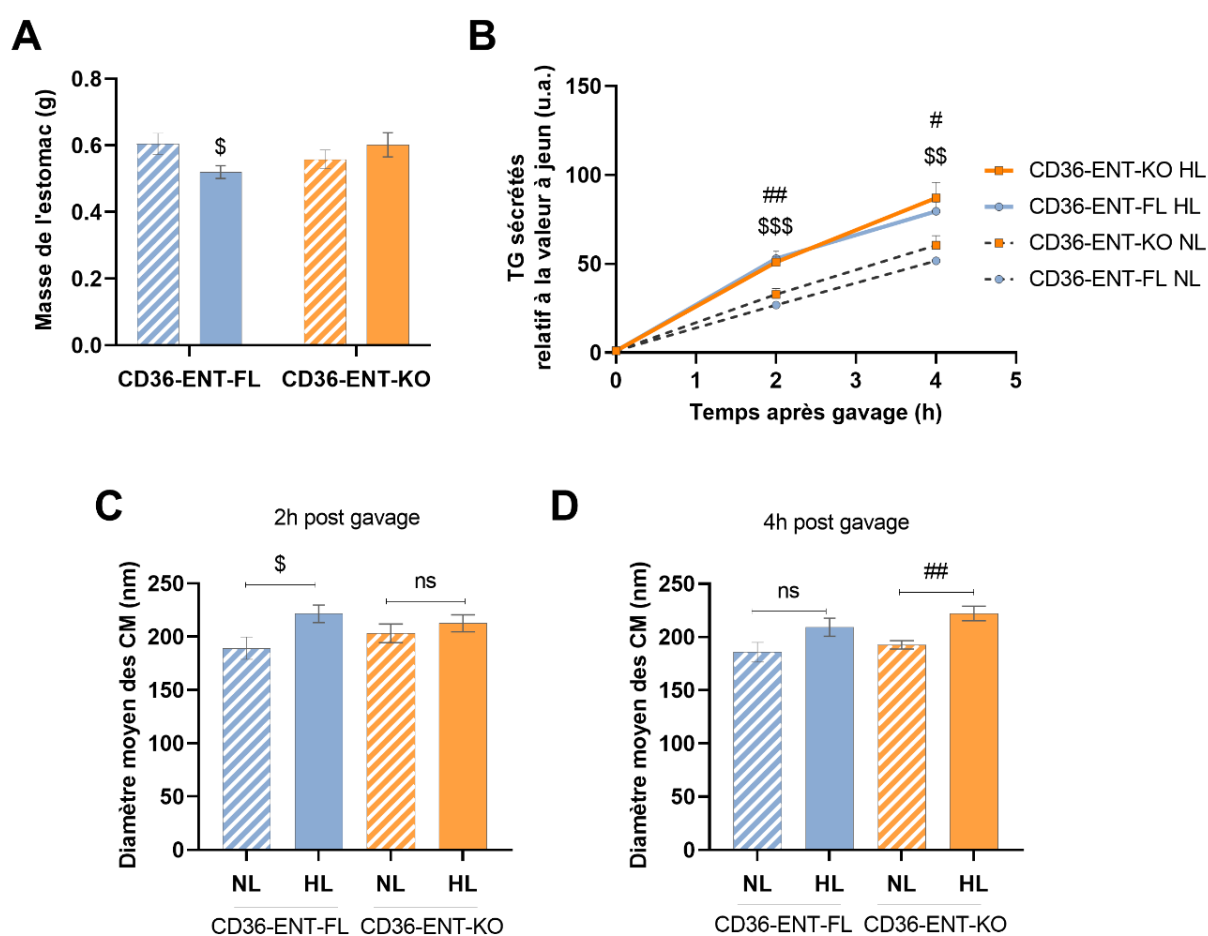 A
Masse de l'estomac (g)
0.8
0.6
0.4
0.2
0.0
$
CD36-ENT-FL
CD36-ENT-KO
B
TG sécrétés
relatif à la valeur à jeun (u.a.)
150
100
50
0
##
$$$
#
$$
0 1 2 3 4 5
Temps après gavage (h)
CD36-ENT-KO HL
CD36-ENT-FL HL
CD36-ENT-KO NL
CD36-ENT-FL NL
C
2h post gavage
Diamètre moyen des CM (nm)
250
200
150
100
50
0
$
ns
NL HL NL HL
CD36-ENT-FL CD36-ENT-KO
D
4h post gavage
Diamètre moyen des CM (nm)
250
200
150
100
50
0
ns
##
NL HL NL HL
CD36-ENT-FL CD36-ENT-KO